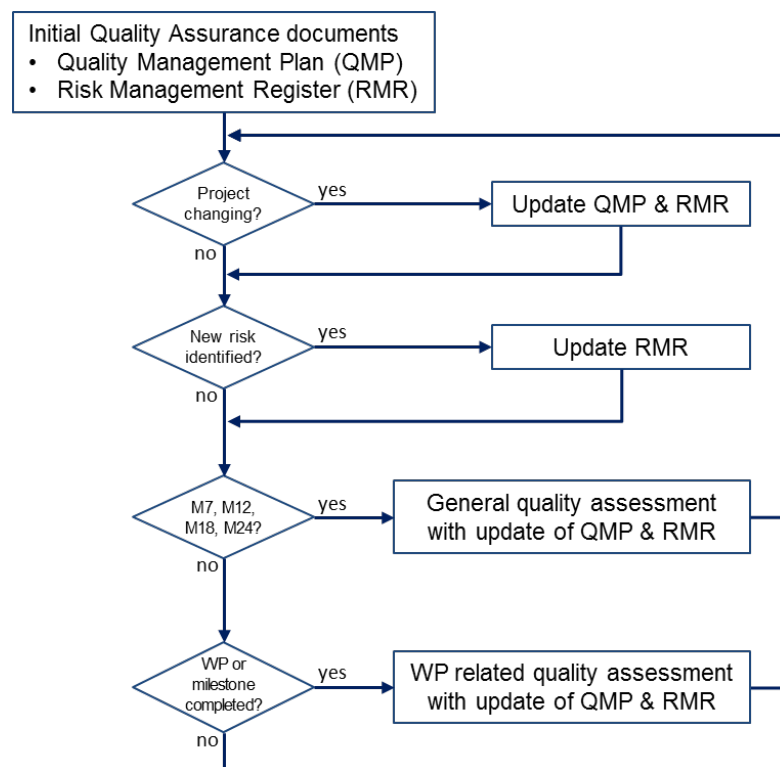 Initial Quality Assurance documents
• Quality Management Plan (QMP)
• Risk Management Register (RMR)
Project
changing?
yes
Update QMP & RMR
no
New risk
identified?
yes
Update RMR
no
M7, M12,
M18, M24?
yes
General quality assessment
with update of QMP & RMR
no
WP or
milestone
completed?
yes
WP related quality assessment
with update of QMP & RMR
no